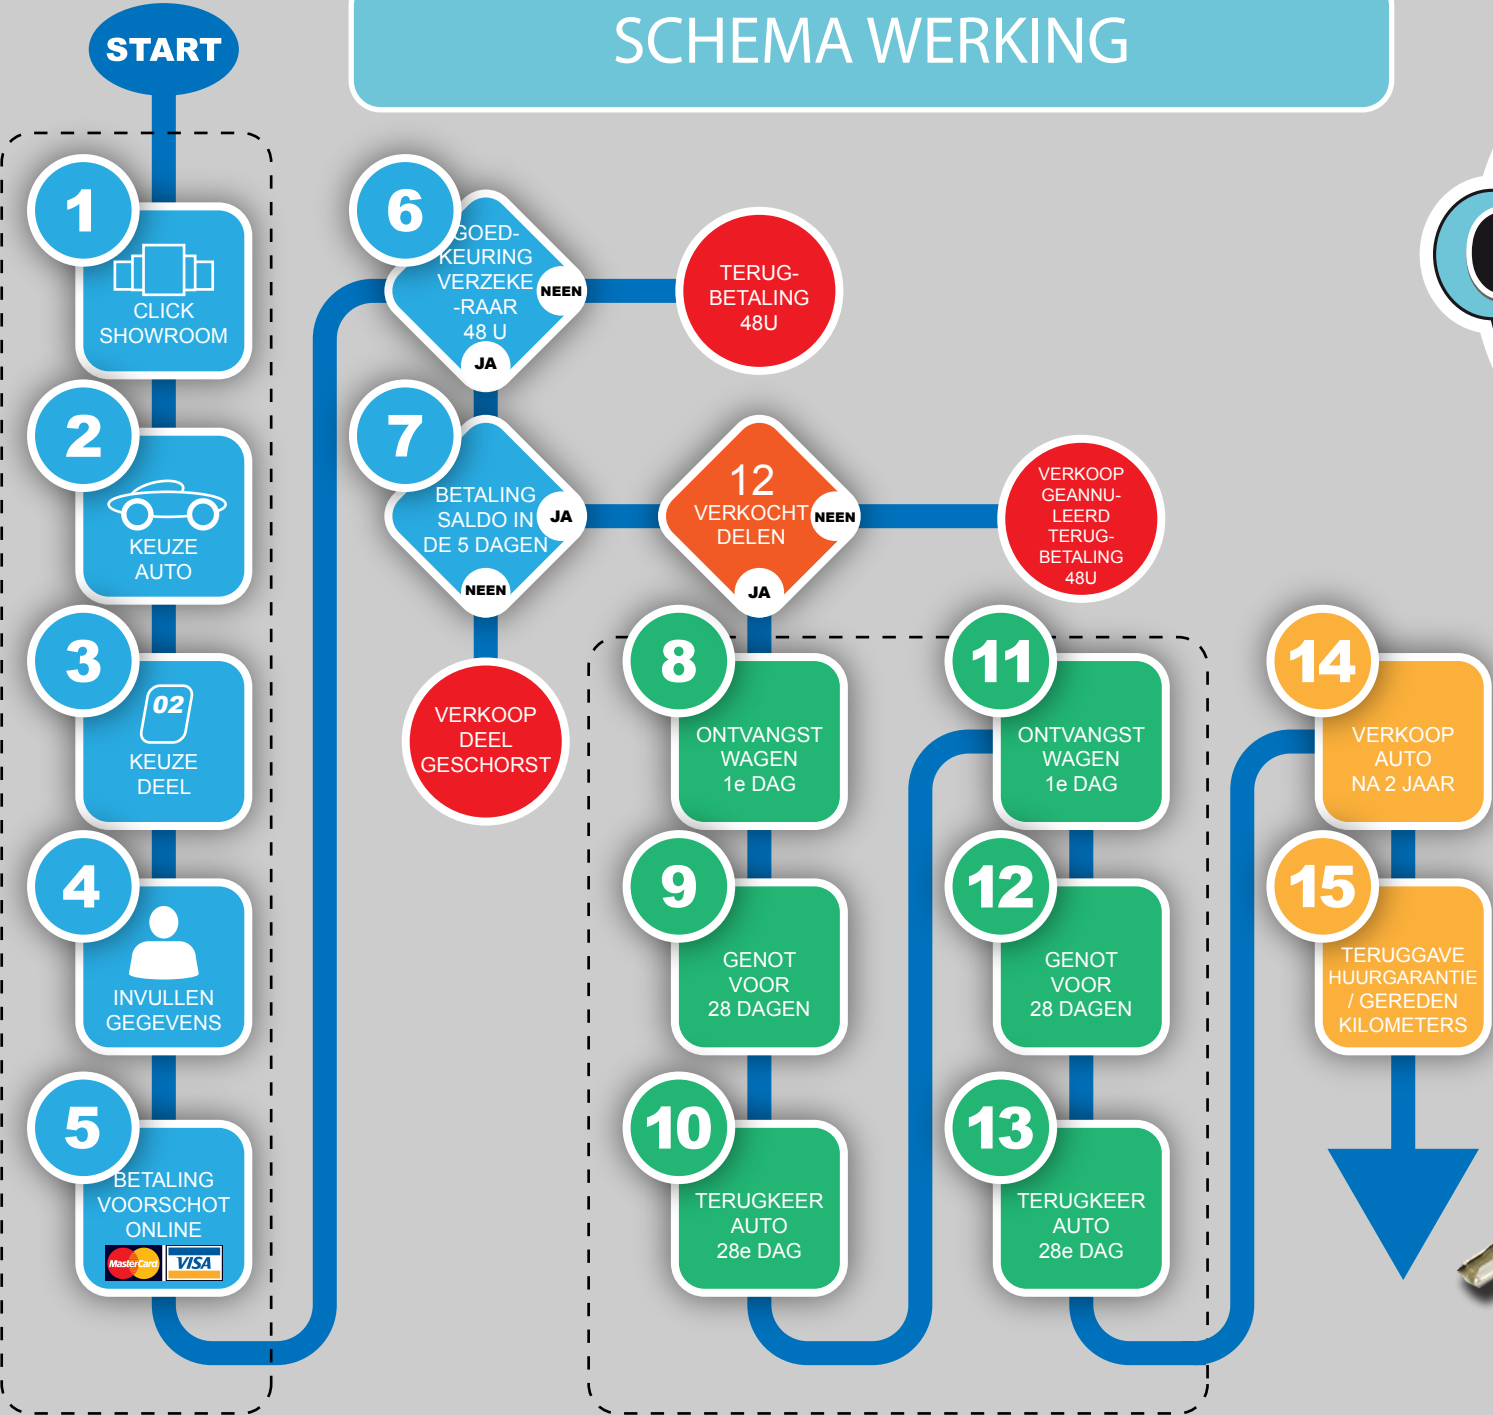 START
SCHEMA WERKING
1
CLICK
SHOWROOM
2
KEUZE
AUTO
3
02
KEUZE
DEEL
4
INVULLEN
GEGEVENS
5
BETALING
VOORSCHOT
ONLINE
MasterCard
VISA
6
GOED-
KEURING
VERZEKE
-RAAR
48 U
NEEN
JA
TERUG-
BETALING
48U
7
BETALING
SALDO IN
DE 5 DAGEN
JA
NEEN
VERKOOP
DEEL
GESCHORST
12
VERKOCHT
DELEN
NEEN
JA
VERKOOP
GEANNU-
LEERD
TERUG-
BETALING
48U
8
ONTVANGST
WAGEN
1e DAG
9
GENOT
VOOR
28 DAGEN
10
TERUGKEER
AUTO
28e DAG
11
ONTVANGST
WAGEN
1e DAG
12
GENOT
VOOR
28 DAGEN
13
TERUGKEER
AUTO
28e DAG
14
VERKOOP
AUTO
NA 2 JAAR
15
TERUGGAVE
HUURGARANTIE
/ GEREDEN
KILOMETERS